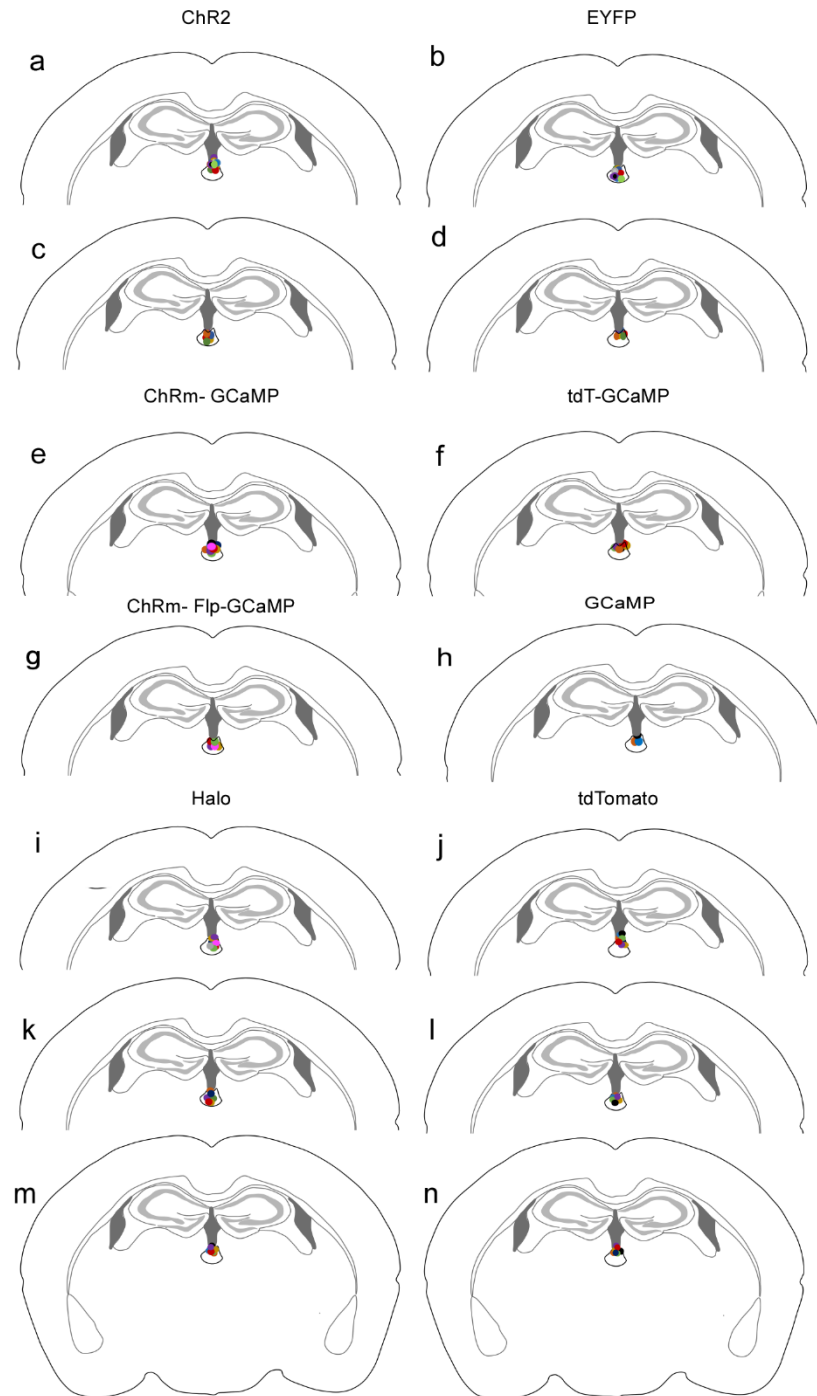 ChR2 EYFP
a b
c d
ChRm- GCaMP tdT-GCaMP
e f
ChRm- Flp-GCaMP GCaMP
g h
Halo tdTomato
i j
k l
m n